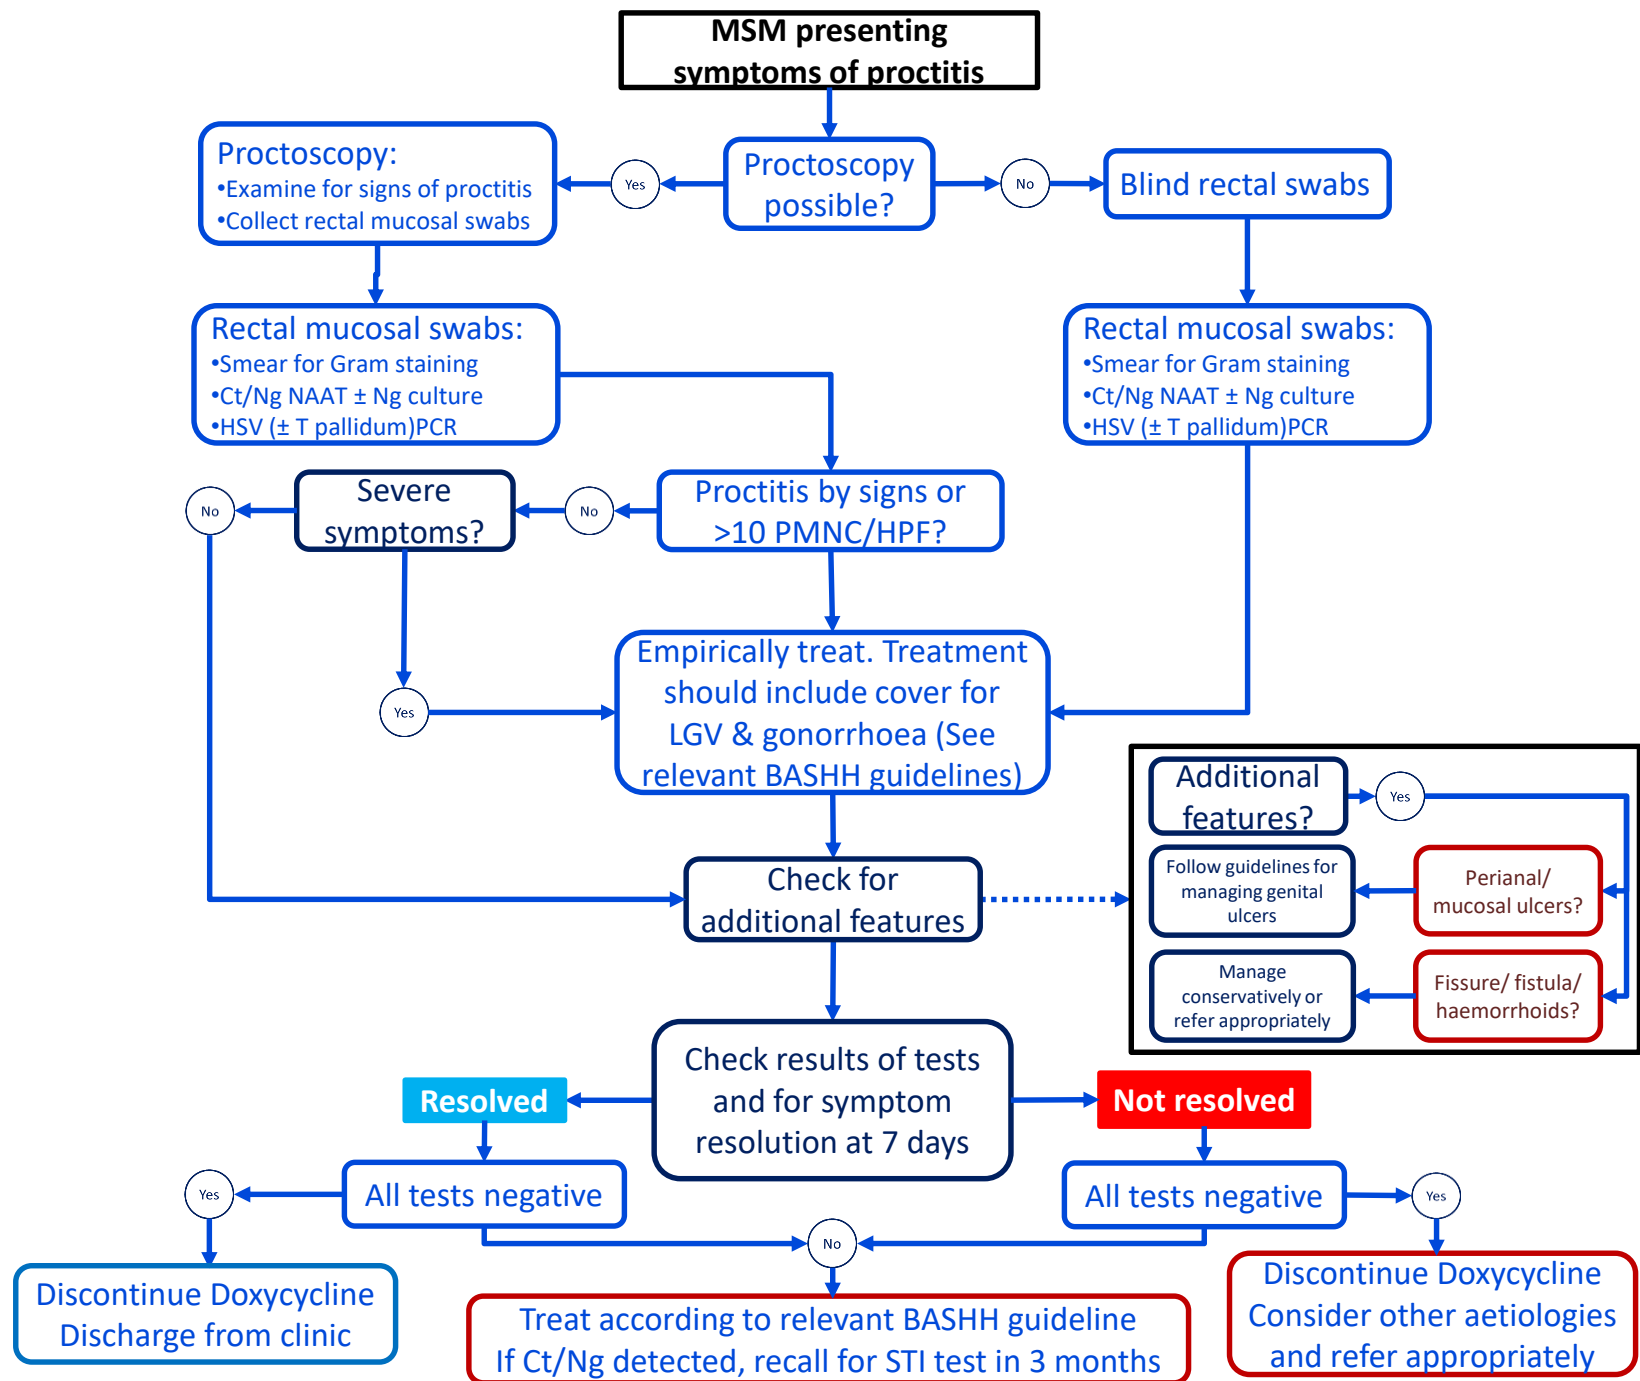 MSM presenting
symptoms of proctitis
Proctoscopy:
•Examine for signs of proctitis
•Collect rectal mucosal swabs
Yes
Proctoscopy
possible?
No
Blind rectal swabs
Rectal mucosal swabs:
•Smear for Gram staining
•Ct/Ng NAAT ± Ng culture
•HSV (± T pallidum)PCR
Rectal mucosal swabs:
•Smear for Gram staining
•Ct/Ng NAAT ± Ng culture
•HSV (± T pallidum)PCR
No
Severe
symptoms?
No
Proctitis by signs or
>10 PMNC/HPF?
Yes
Empirically treat. Treatment
should include cover for
LGV & gonorrhoea (See
relevant BASHH guidelines)
Additional
features?
Yes
Check for
additional features
Follow guidelines for
managing genital
ulcers
Perianal/
mucosal ulcers?
Manage
conservatively or
refer appropriately
Fissure/ fistula/
haemorrhoids?
Check results of tests
and for symptom
resolution at 7 days
Resolved
Not resolved
Yes
All tests negative
No
All tests negative
Yes
Discontinue Doxycycline
Discharge from clinic
Treat according to relevant BASHH guideline
If Ct/Ng detected, recall for STI test in 3 months
Discontinue Doxycycline
Consider other aetiologies
and refer appropriately